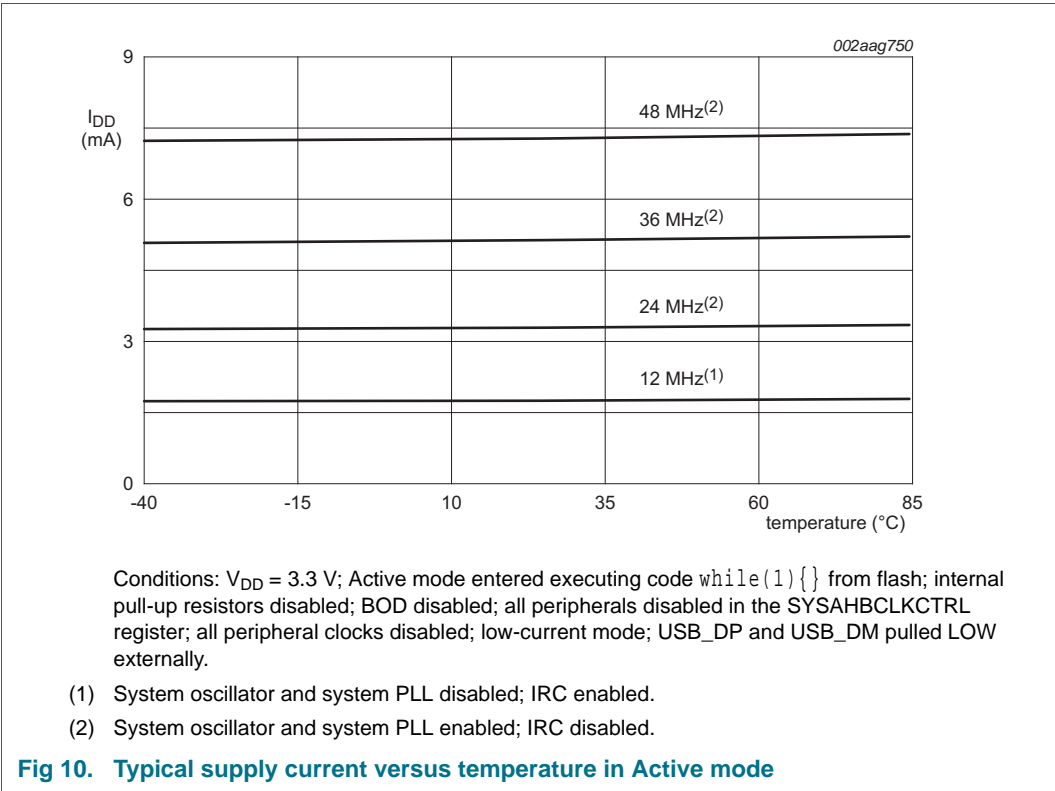 002aag750
9
48 MHz(2)
IDD
(mA)
6
36 MHz(2)
24 MHz(2)
3
12 MHz(1)
0
-40 -15 10 35 60 85
temperature (°C)
Conditions: VDD = 3.3 V; Active mode entered executing code while(1){} from flash; internal
pull-up resistors disabled; BOD disabled; all peripherals disabled in the SYSAHBCLKCTRL
register; all peripheral clocks disabled; low-current mode; USB_DP and USB_DM pulled LOW
externally.
(1) System oscillator and system PLL disabled; IRC enabled.
(2) System oscillator and system PLL enabled; IRC disabled.
Fig 10. Typical supply current versus temperature in Active mode